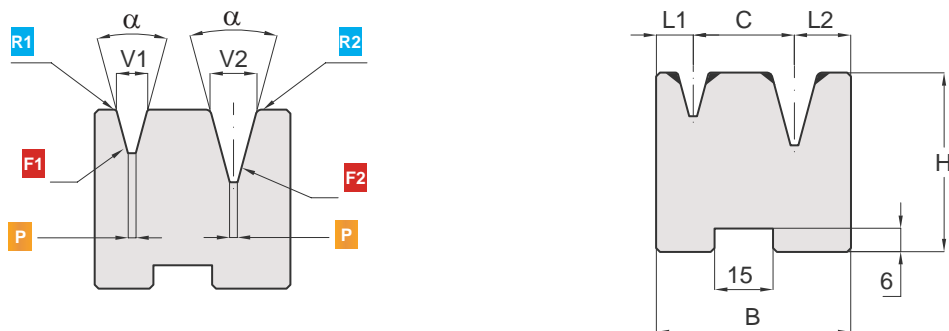 α α
R1 V1 V2 R2
F1 F2
P P
L1 C L2
H
15 6
B